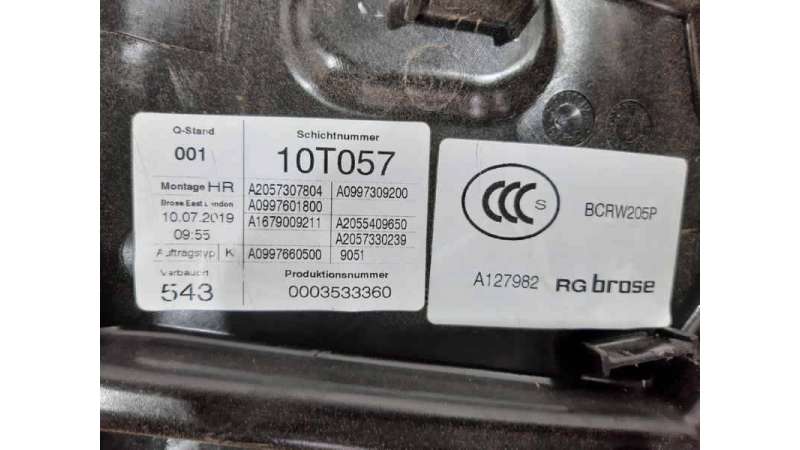 Q-Stand
001
Schichtnummer
10T057
Montage HR
Brose East London
10.07.2019
09:55
A2057307804 A0997309200
A0997601800
A1679009211 A2055409650
A2057330239
Auftragstyp K
A0997660500 9051
Verbauort
543
Produktionsnummer
0003533360
CCC S
BCRW205P
A127982 RG brose